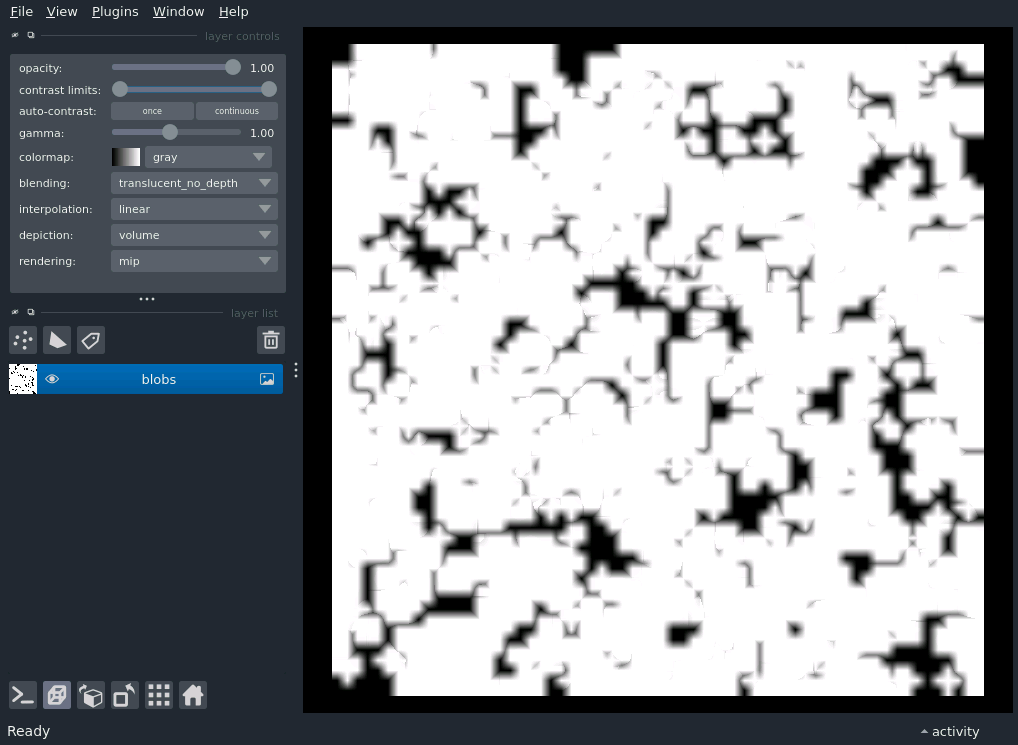 File View Plugins Window Help
layer controls
opacity: 1.00
contrast limits:
auto-contrast: once continuous
gamma: 1.00
colormap: gray
blending: translucent_no_depth
interpolation: linear
depiction: volume
rendering: mip
layer list
blobs
Ready activity